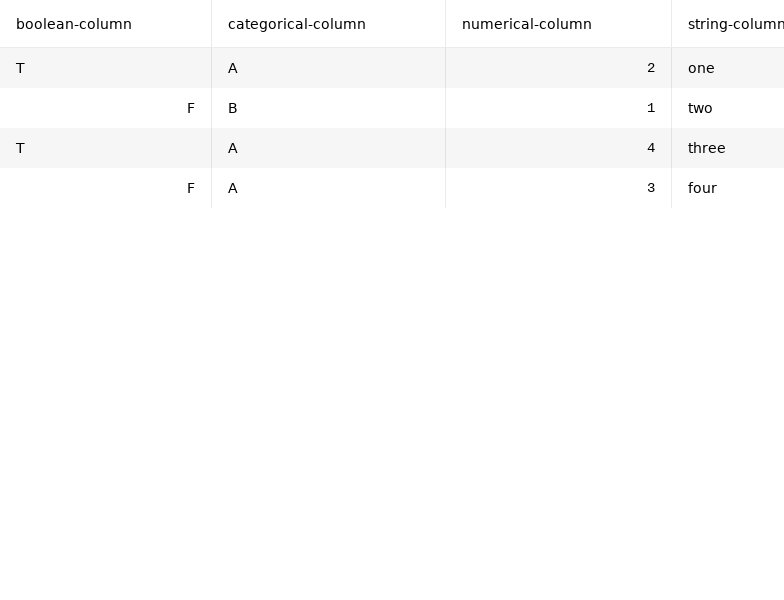 boolean-column categorical-column numerical-column string-column
T A 2 one
F B 1 two
T A 4 three
F A 3 four